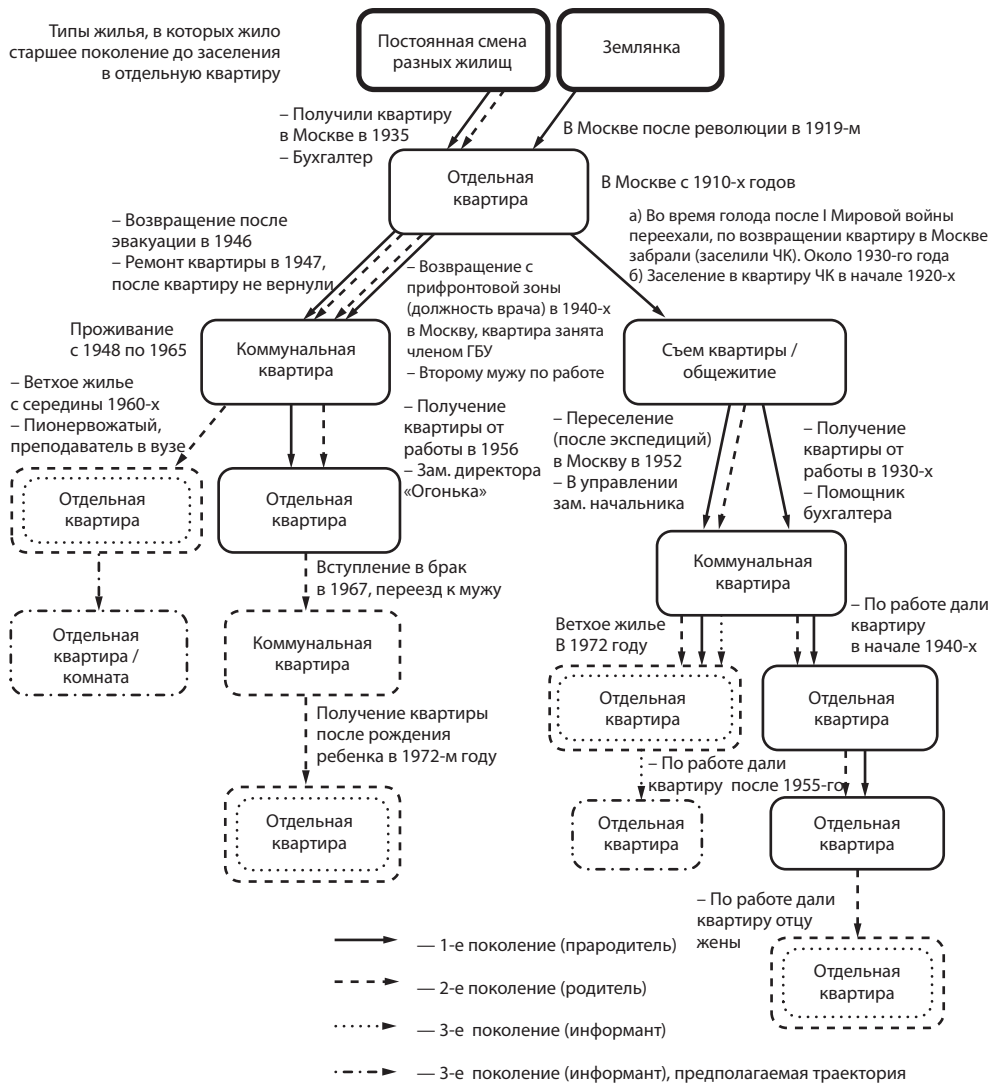 Типы жилья, в которых жило
старшее поколение до заселения
в отдельную квартиру
Постоянная смена
разных жилищ
Землянка
– Получили квартиру
в Москве в 1935
– Бухгалтер
В Москве после революции в 1919-м
Отдельная
квартира
В Москве с 1910-х годов
– Возвращение после
эвакуации в 1946
– Ремонт квартиры в 1947,
после квартиру не вернули
– Возвращение с
прифронтовой зоны
(должность врача) в 1940-х
в Москву, квартира занята
членом ГБУ
– Второму мужу по работе
а) Во время голода после I Мировой войны
переехали, по возвращении квартиру в Москве
забрали (заселили ЧК). Около 1930-го года
б) Заселение в квартиру ЧК в начале 1920-х
Проживание
с 1948 по 1965
Коммунальная
квартира
Съем квартиры /
общежитие
– Ветхое жилье
с середины 1960-х
– Пионервожатый,
преподаватель в вузе
– Получение
квартиры от
работы в 1956
– Зам. директора
«Огонька»
– Переселение
(после экспедиций)
в Москву в 1952
– В управлении
зам. начальника
– Получение
квартиры от
работы в 1930-х
– Помощник
бухгалтера
Отдельная
квартира
Отдельная
квартира
Коммунальная
квартира
Вступление в брак
в 1967, переезд к мужу
Отдельная
квартира /
комната
Коммунальная
квартира
Ветхое жилье
В 1972 году
– По работе дали
квартиру
в начале 1940-х
Отдельная
квартира
Отдельная
квартира
Получение квартиры
после рождения
ребенка в 1972-м году
– По работе дали
квартиру после 1955-го
Отдельная
квартира
Отдельная
квартира
Отдельная
квартира
– По работе дали
квартиру отцу
жены
Отдельная
квартира
— 1-е поколение (прародитель)
— 2-е поколение (родитель)
— 3-е поколение (информант)
— 3-е поколение (информант), предполагаемая траектория